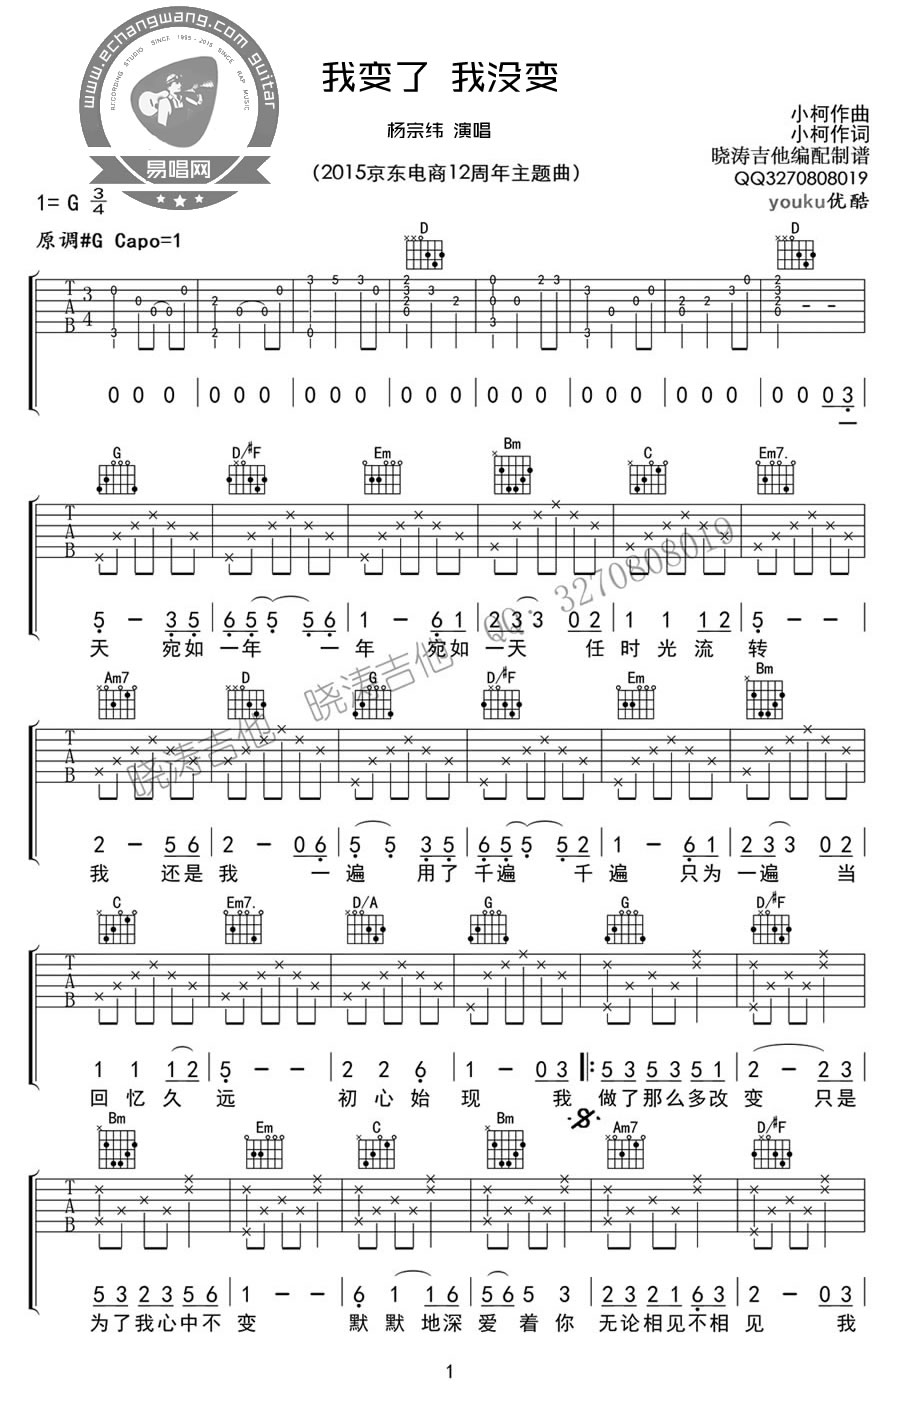 www.echangwang.com guitar
RECORDING STUDIO SINCE 1995-2015 SINCE RAP MUSIC
易唱网
我变了 我没变
杨宗纬 演唱
(2015京东电商12周年主题曲)
小柯作曲
小柯作词
晓涛吉他编配制谱
QQ3270808019
youku优酷
1= G 3/4
原调#G Capo=1
D D
T A B 3 4
0 0 0 | 0 0 0 | 0 0 0 | 0 0 0 | 0 0 0 | 0 0 0 | 0 0 0 | 0 0 0 3
一
G D/#F Em Bm C Em7.
T A B
5 - 3 5 | 6 5 5 5 6 | 1 - 6 1 | 2 3 3 0 2 | 1 1 1 2 | 5 -
天 宛如 一年 一 年 宛如 一天 任 时 光 流 转
Am7 D G D/#F Em Bm
T A B
2 - 5 6 | 2 - 0 6 | 5 5 3 5 | 6 5 5 5 2 | 1 - 6 1 | 2 3 3 0 2
我 还是 我 一 遍 用了 千遍 千 遍 只为 一遍 当
C Em7. D/A G G D/#F
T A B
1 1 1 2 | 5 - - | 2 2 6 | 1 - 0 3 |: 5 3 5 3 5 1 | 2 - 2 3
回 忆 久 远 初 心 始 现 我 做了那么多改 变 只是
Bm Em C Bm Am7 D/#F
T A B
5 3 2 3 5 6 | 1 - - | 6 1 1 6 | 5 6 5 3 | 2 3 2 1 6 3 | 2 - 0 3
为了我心中不 变 默 默 地深 爱 着 你 无论相见不相 见 我
晓涛吉他 晓涛吉他 QQ：3270808019
1